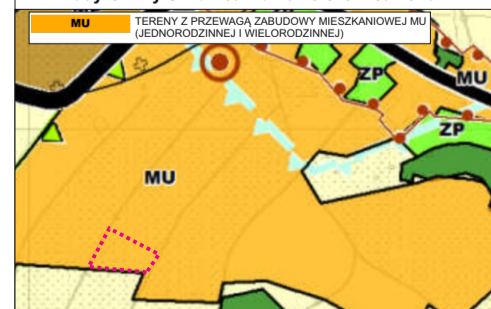 MU TERENY Z PRZEWAGĄ ZABUDOWY MIESZKANIOWEJ MU
(JEDNORODZINNEJ I WIELORODZINNEJ)
ZP
MU
ZP
MU